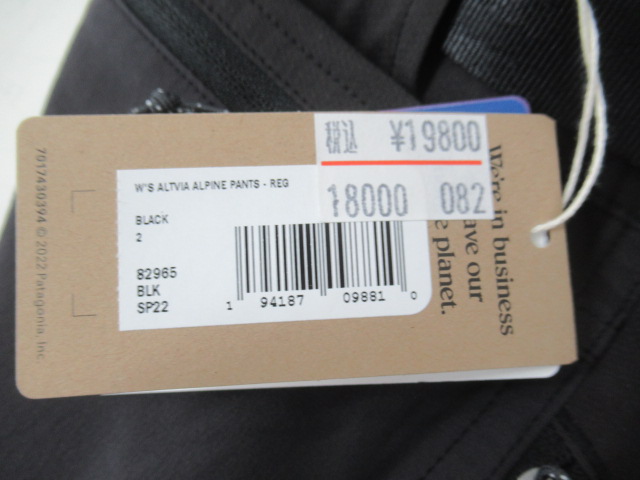 税込 ¥19800
18000 082
W'S ALTVIA ALPINE PANTS - REG
BLACK
2
82965
BLK
SP22
1 94187 09881 0
We're in business
ave our
e planet.
7617430394 © 2022 Patagonia, Inc.